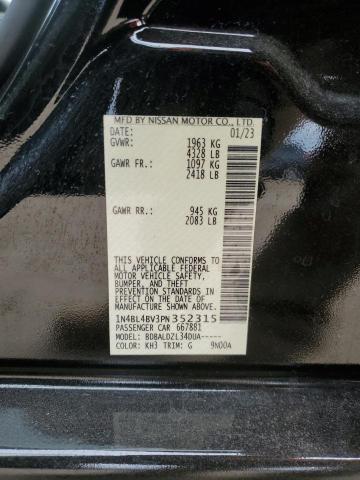 MFD BY NISSAN MOTOR CO., LTD.
DATE: 01/23
GVWR: 1963 KG
4328 LB
GAWR FR: 1097 KG
2418 LB
GAWR RR: 945 KG
2083 LB
THIS VEHICLE CONFORMS TO
ALL APPLICABLE FEDERAL
MOTOR VEHICLE SAFETY,
BUMPER, AND THEFT
PREVENTION STANDARDS IN
EFFECT ON THE DATE OF
MANUFACTURE SHOWN ABOVE
1N4BL4BV3PN352315
PASSENGER CAR 667881
MODEL: BDBALDZL34DUA------
COLOR: KH3 TRIM: G 9N00A